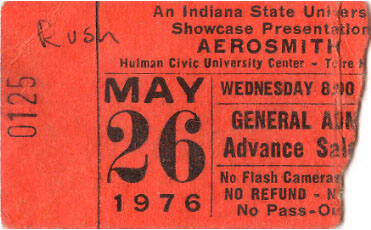 Rush
0125
An Indiana State Univers
Showcase Presentation
AEROSMITH
Hulman Civic University Center - Terre H
MAY
26
1976
WEDNESDAY 8:00
GENERAL ADM
Advance Sal
No Flash Cameras
NO REFUND - N
No Pass-Ou